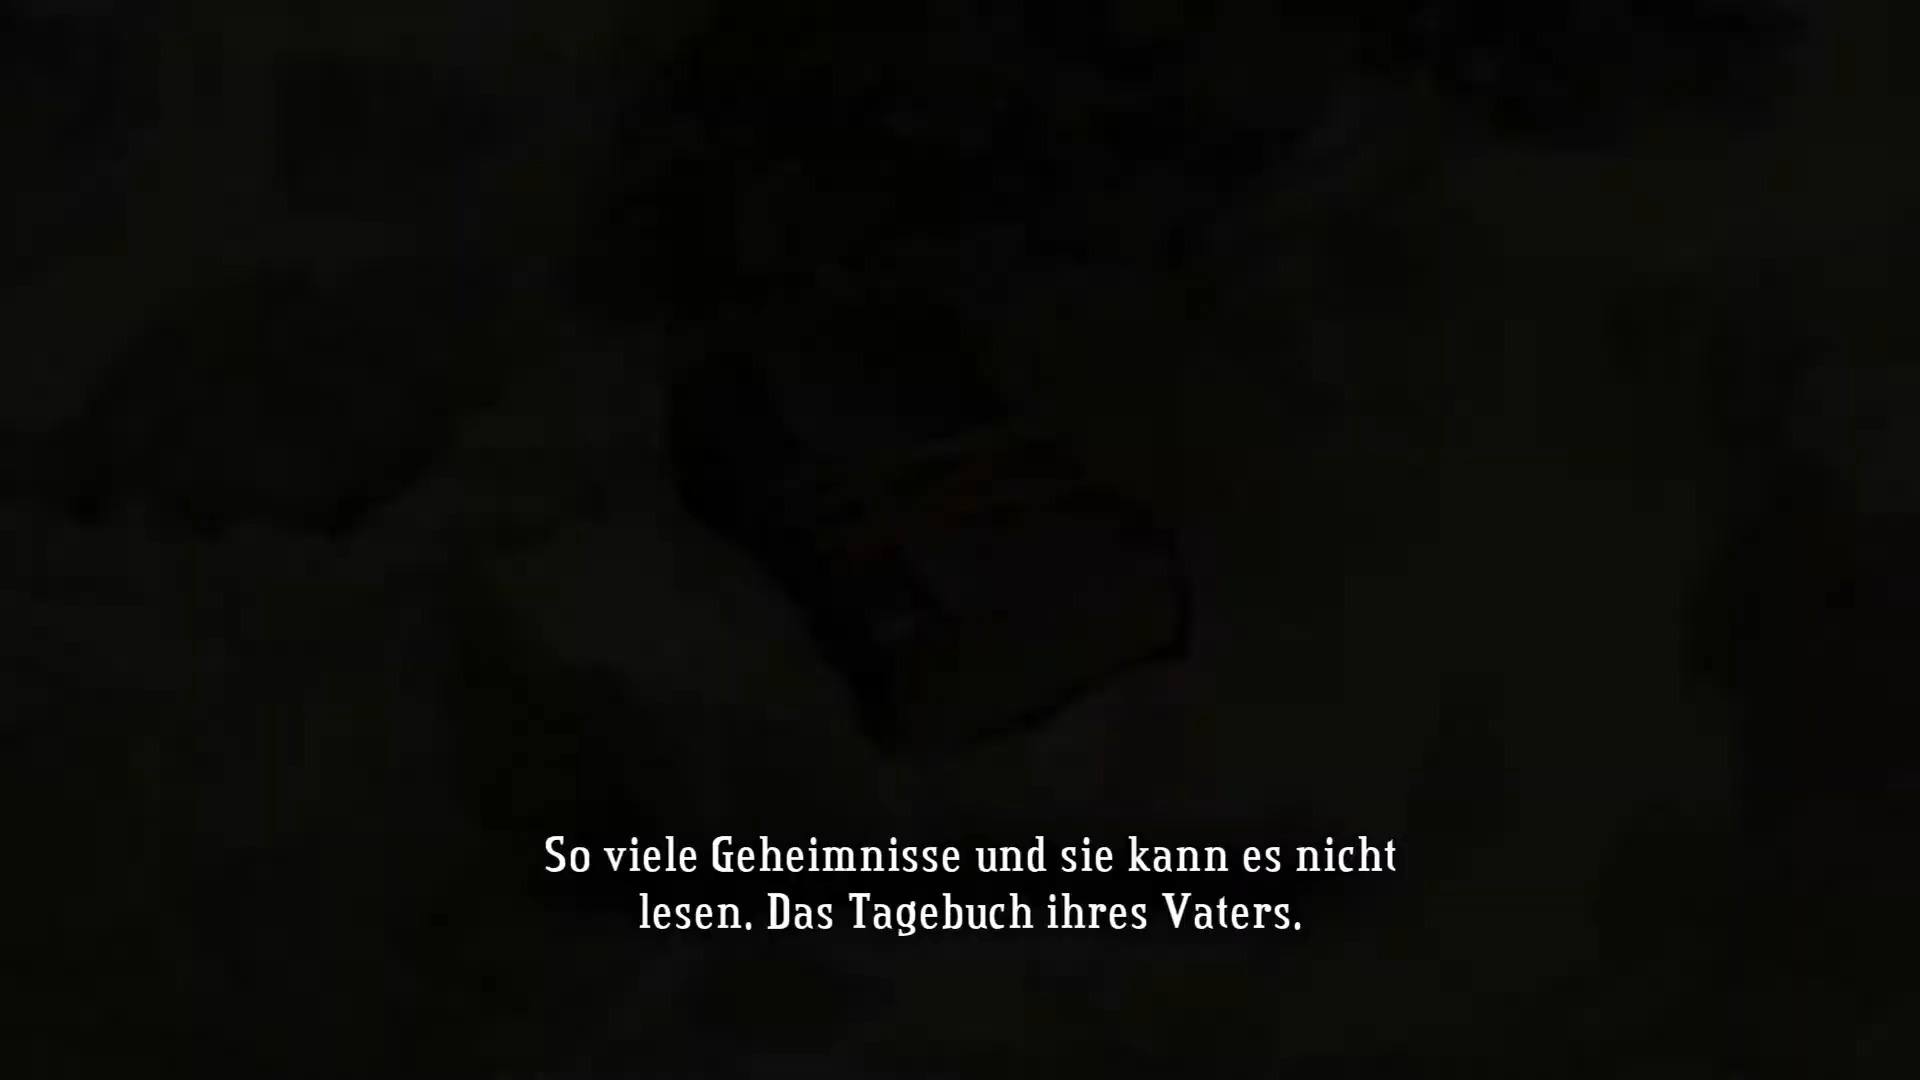 So viele Geheimnisse und sie kann es nicht
lesen. Das Tagebuch ihres Vaters.